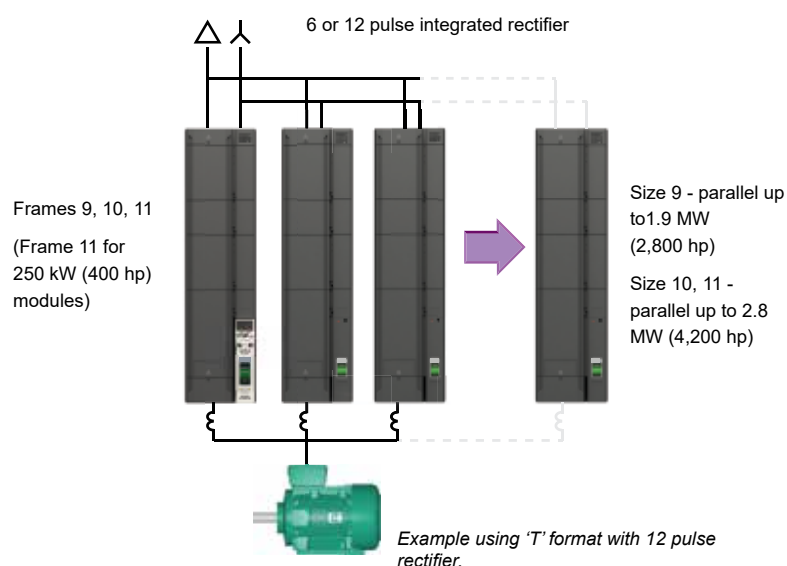 6 or 12 pulse integrated rectifier
Frames 9, 10, 11
(Frame 11 for
250 kW (400 hp)
modules)
Size 9 - parallel up
to1.9 MW
(2,800 hp)
Size 10, 11 -
parallel up to 2.8
MW (4,200 hp)
Example using ‘T’ format with 12 pulse
rectifier.